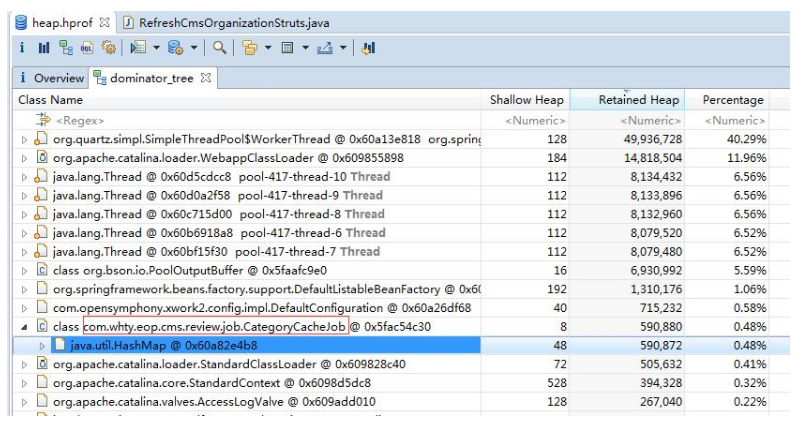 heap.hprof RefreshCmsOrganizationStruts.java
i OQL
i Overview dominator_tree
Class Name Shallow Heap Retained Heap Percentage
<Regex> <Numeric> <Numeric> <Numeric>
org.quartz.simpl.SimpleThreadPool$WorkerThread @ 0x60a13e818 org.spring 128 49,936,728 40.29%
org.apache.catalina.loader.WebappClassLoader @ 0x609855898 184 14,818,504 11.96%
java.lang.Thread @ 0x60d5cdcc8 pool-417-thread-10 Thread 112 8,134,432 6.56%
java.lang.Thread @ 0x60d0a2f58 pool-417-thread-9 Thread 112 8,133,896 6.56%
java.lang.Thread @ 0x60c715d00 pool-417-thread-8 Thread 112 8,132,960 6.56%
java.lang.Thread @ 0x60b6918a8 pool-417-thread-6 Thread 112 8,079,520 6.52%
java.lang.Thread @ 0x60bf15f30 pool-417-thread-7 Thread 112 8,079,480 6.52%
class org.bson.io.PoolOutputBuffer @ 0x5faafc9e0 16 6,930,992 5.59%
org.springframework.beans.factory.support.DefaultListableBeanFactory @ 0x60 192 1,310,176 1.06%
com.opensymphony.xwork2.config.impl.DefaultConfiguration @ 0x60a26df68 40 715,232 0.58%
class com.whty.eop.cms.review.job.CategoryCacheJob @ 0x5fac54c30 8 590,880 0.48%
java.util.HashMap @ 0x60a82e4b8 48 590,872 0.48%
org.apache.catalina.loader.StandardClassLoader @ 0x609828c40 72 505,632 0.41%
org.apache.catalina.core.StandardContext @ 0x6098d5dc8 528 394,328 0.32%
org.apache.catalina.valves.AccessLogValve @ 0x609add010 128 267,040 0.22%